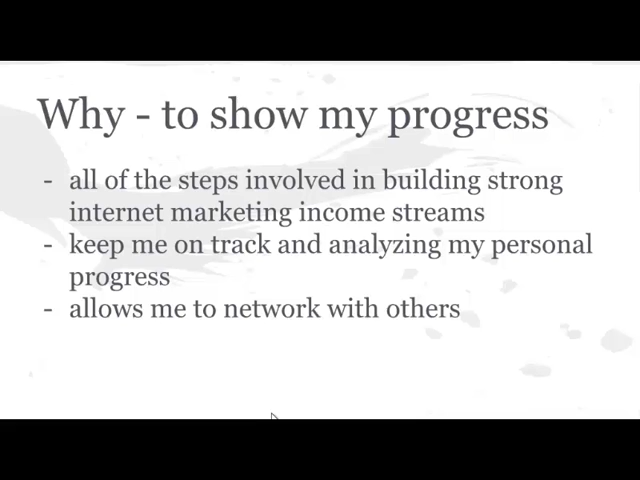 Why - to show my progress
- all of the steps involved in building strong
internet marketing income streams
- keep me on track and analyzing my personal
progress
- allows me to network with others